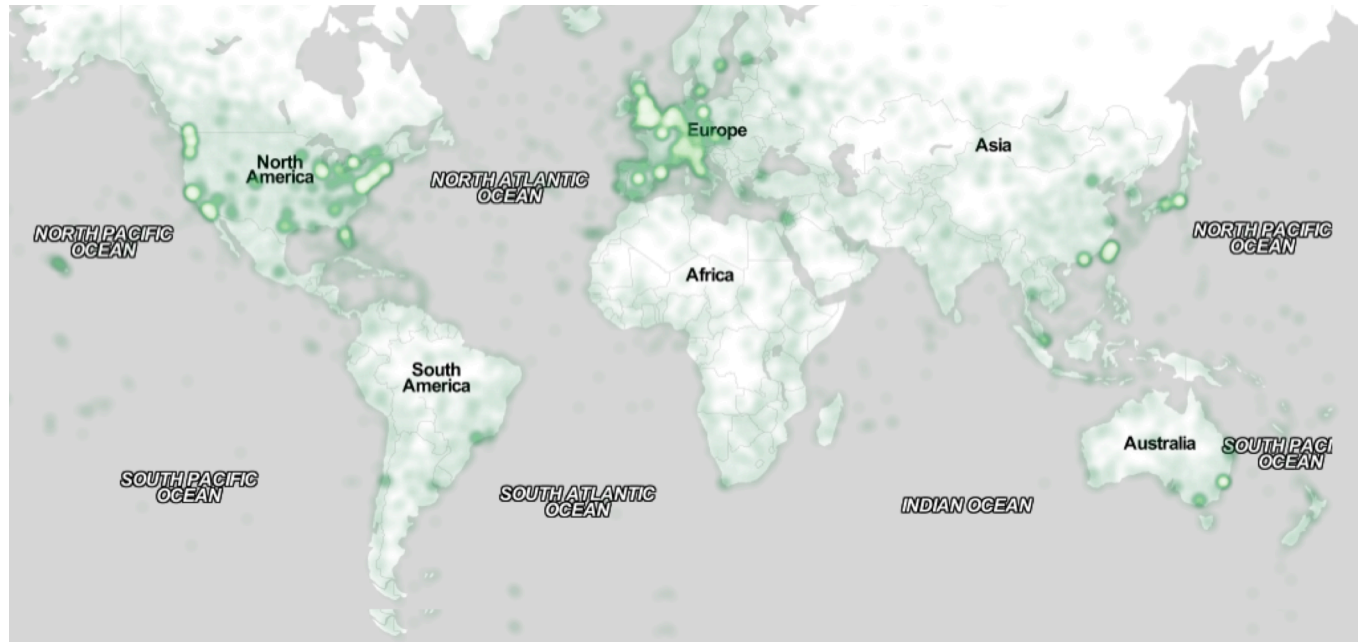 North
America
Europe
Asia
NORTH ATLANTIC
OCEAN
NORTH PACIFIC
OCEAN
NORTH PACIFIC
OCEAN
Africa
South
America
Australia
SOUTH PACI
OCEAN
SOUTH PACIFIC
OCEAN
SOUTH ATLANTIC
OCEAN
INDIAN OCEAN